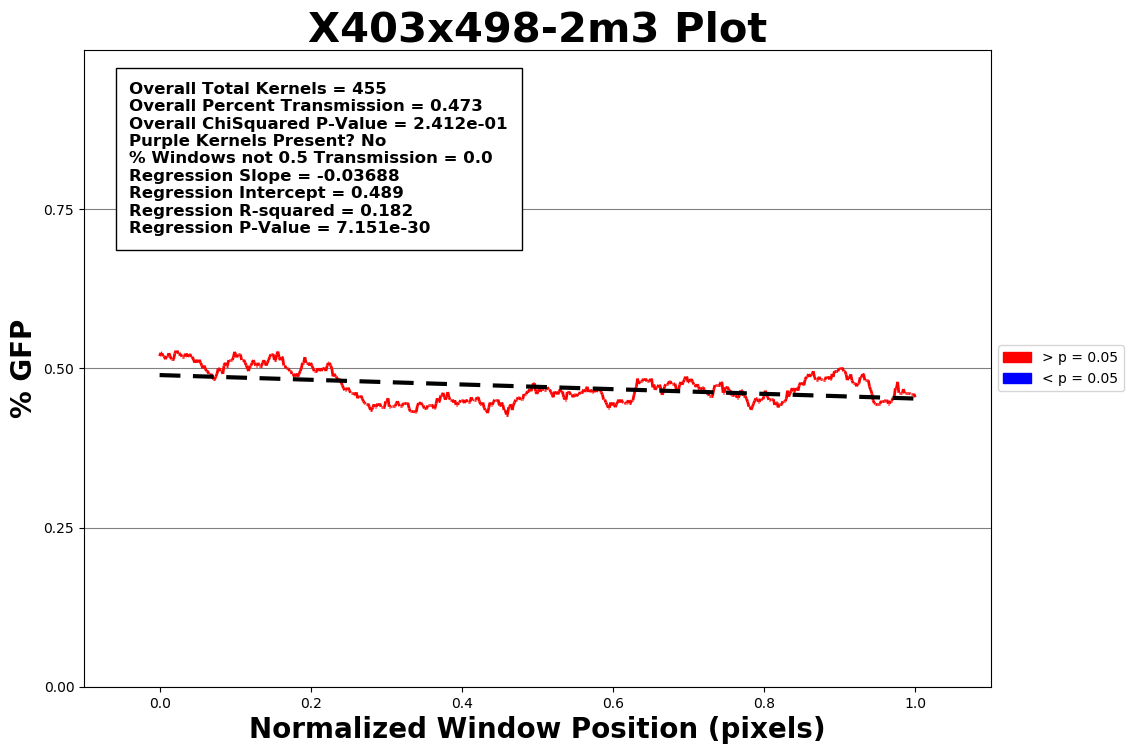 X403x498-2m3 Plot
Overall Total Kernels = 455
Overall Percent Transmission = 0.473
Overall ChiSquared P-Value = 2.412e-01
Purple Kernels Present? No
% Windows not 0.5 Transmission = 0.0
Regression Slope = -0.03688
Regression Intercept = 0.489
Regression R-squared = 0.182
Regression P-Value = 7.151e-30
% GFP
0.75
0.50
0.25
0.00
0.0 0.2 0.4 0.6 0.8 1.0
Normalized Window Position (pixels)
> p = 0.05
< p = 0.05